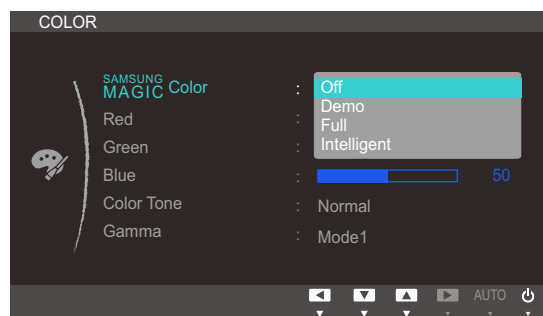 COLOR
SAMSUNG
MAGIC Color : Off
Demo
Red :
Full
Green : Intelligent
Blue : 50
Color Tone : Normal
Gamma : Mode1
AUTO